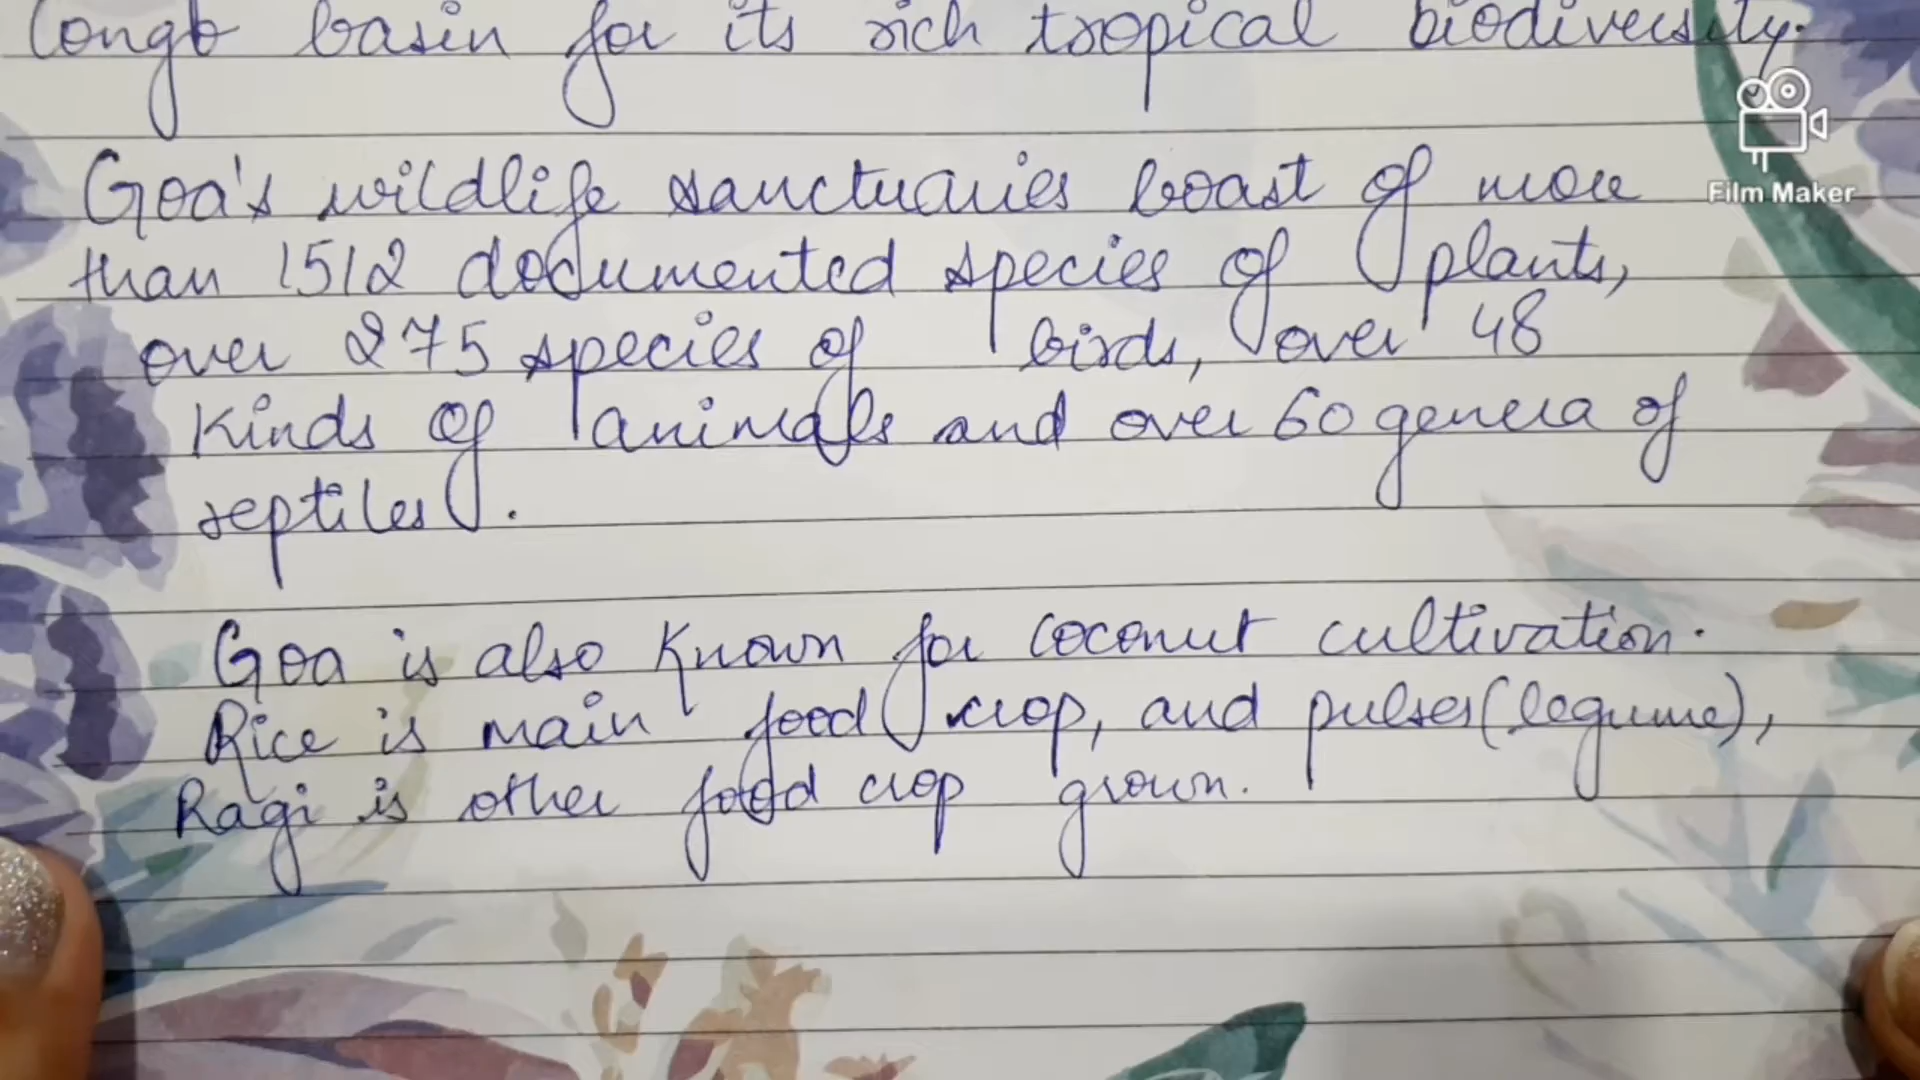 Congo basin for its rich tropical biodiversity.
Film Maker
Goa's wildlife sanctuaries boast of more
than 1512 documented species of plants,
over 275 species of birds, over 48
kinds of animals and over 60 genera of
reptiles.
Goa is also known for coconut cultivation.
Rice is main food crop, and pulses (legume),
Ragi is other food crop grown.